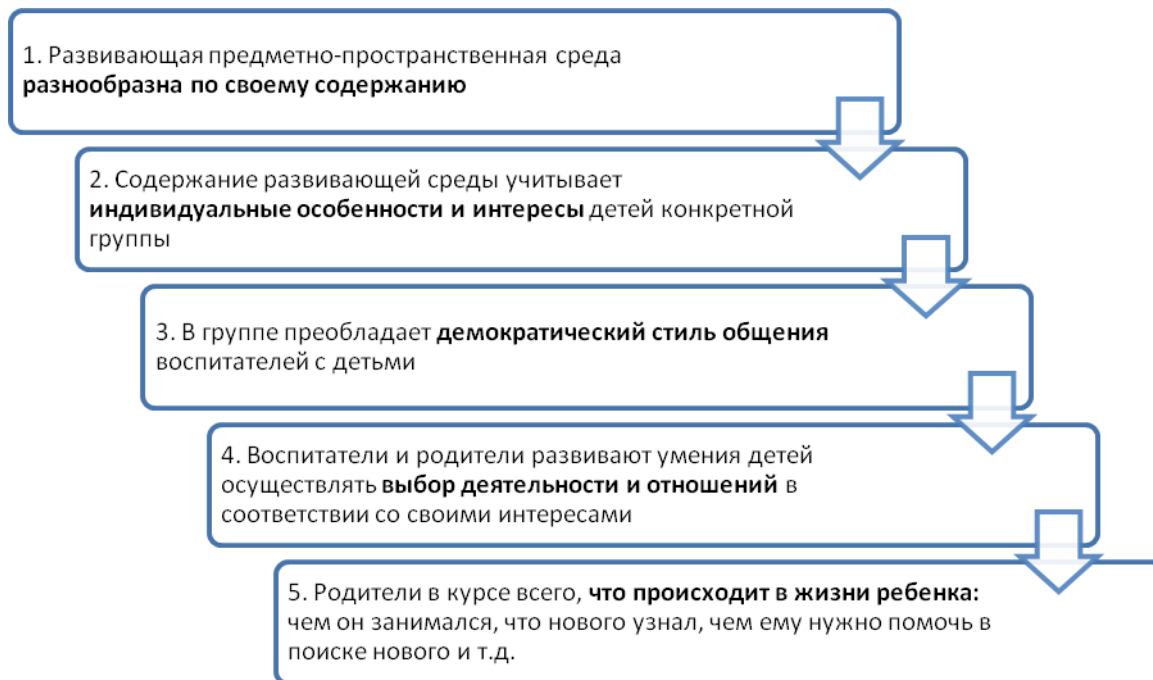 1. Развивающая предметно-пространственная среда
разнообразна по своему содержанию
2. Содержание развивающей среды учитывает
индивидуальные особенности и интересы детей конкретной
группы
3. В группе преобладает демократический стиль общения
воспитателей с детьми
4. Воспитатели и родители развивают умения детей
осуществлять выбор деятельности и отношений в
соответствии со своими интересами
5. Родители в курсе всего, что происходит в жизни ребенка:
чем он занимался, что нового узнал, чем ему нужно помочь в
поиске нового и т.д.